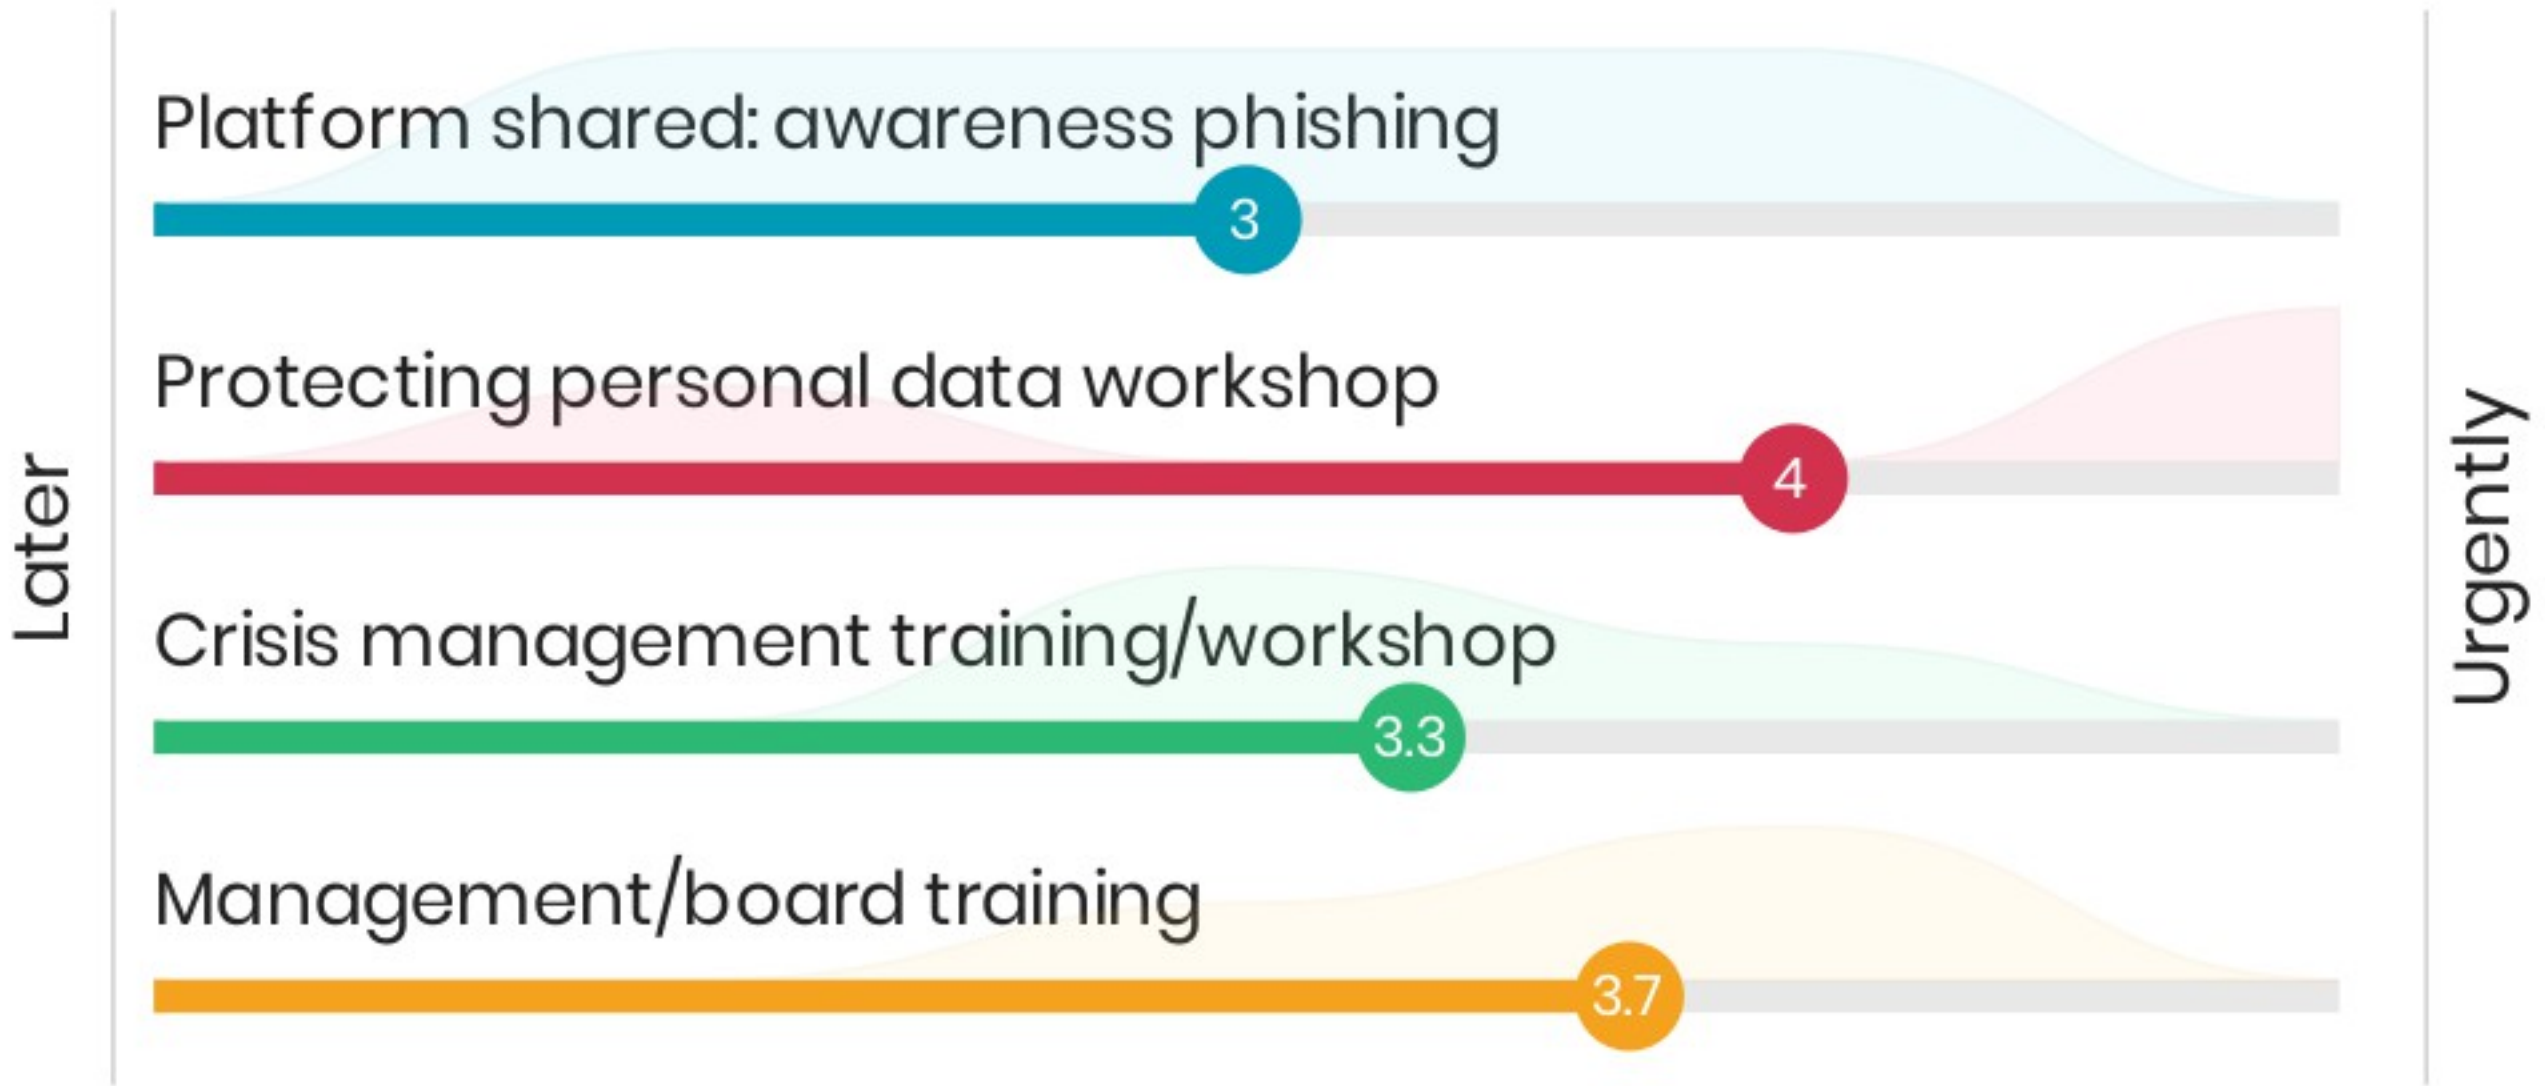 Platform shared: awareness phishing
3
Protecting personal data workshop
4
Crisis management training/workshop
3.3
Management/board training
3.7
Later
Urgently